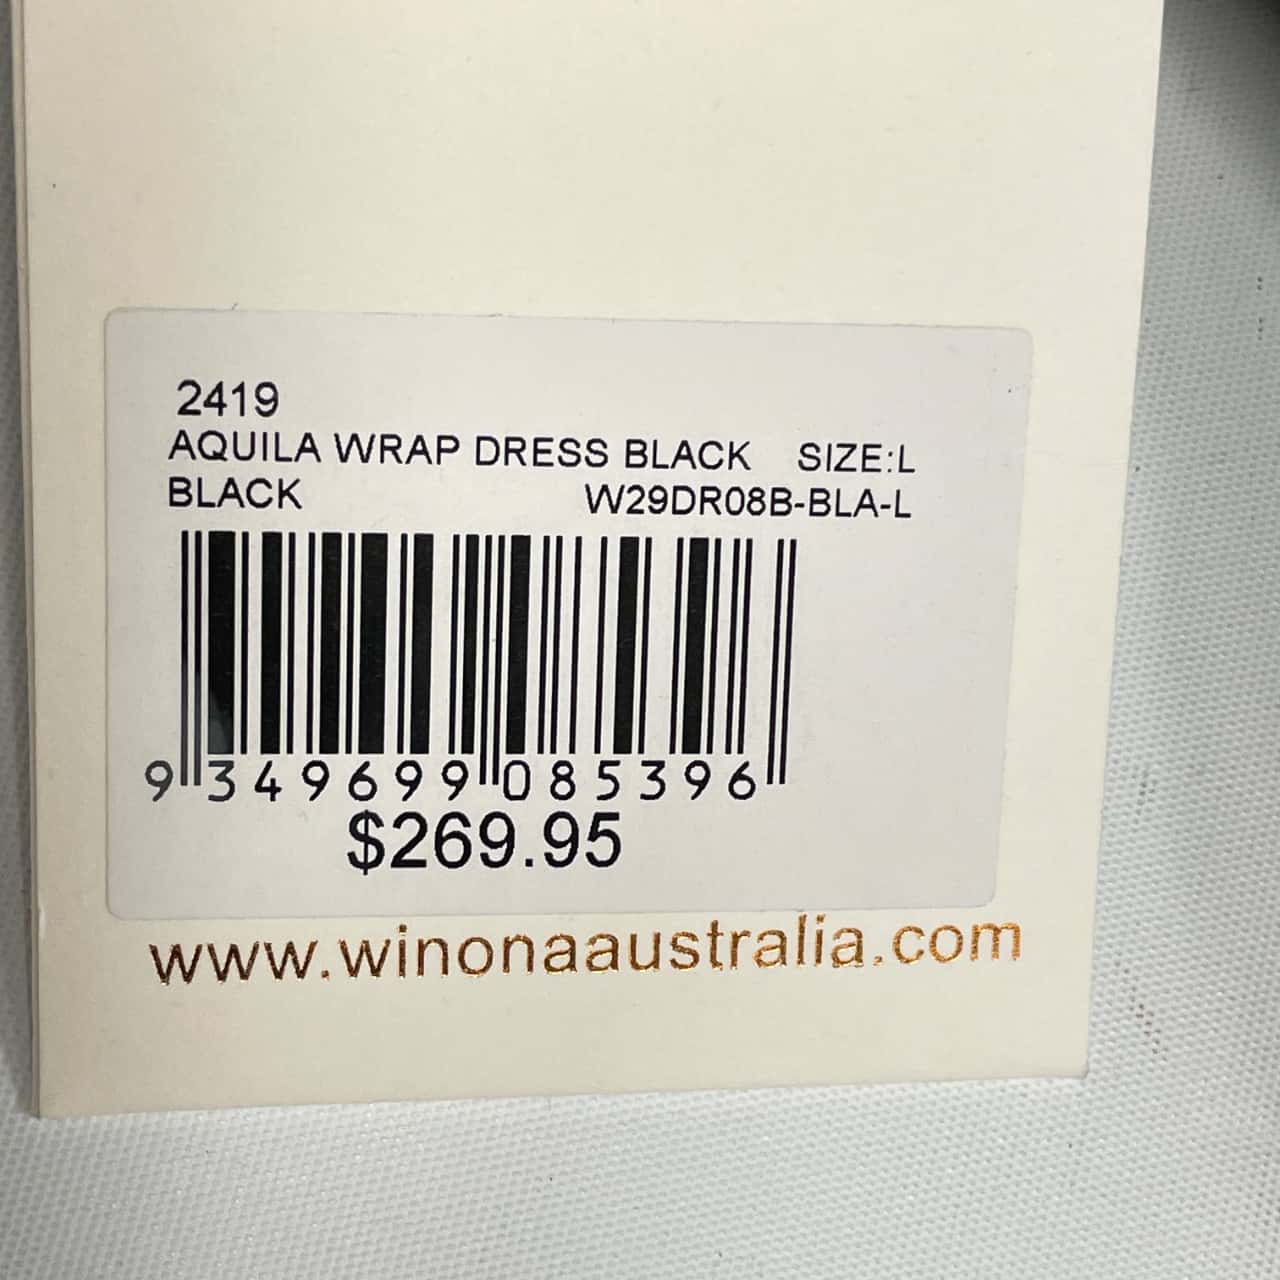 2419
AQUILA WRAP DRESS BLACK SIZE:L
BLACK W29DR08B-BLA-L
9 349699 085396
$269.95
www.winonaaustralia.com